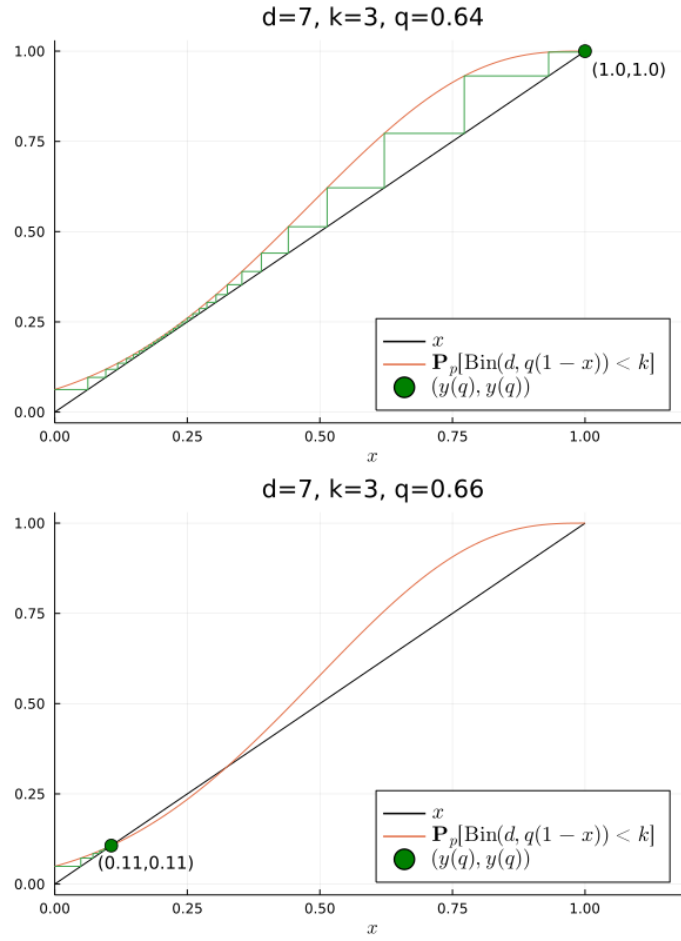 d=7, k=3, q=0.64
1.00
(1.0,1.0)
0.75
0.50
0.25
x
P_p[Bin(d, q(1 − x)) < k]
(y(q), y(q))
0.00
0.00 0.25 0.50 0.75 1.00
x
d=7, k=3, q=0.66
1.00
0.75
0.50
0.25
x
P_p[Bin(d, q(1 − x)) < k]
(y(q), y(q))
(0.11,0.11)
0.00
0.00 0.25 0.50 0.75 1.00
x